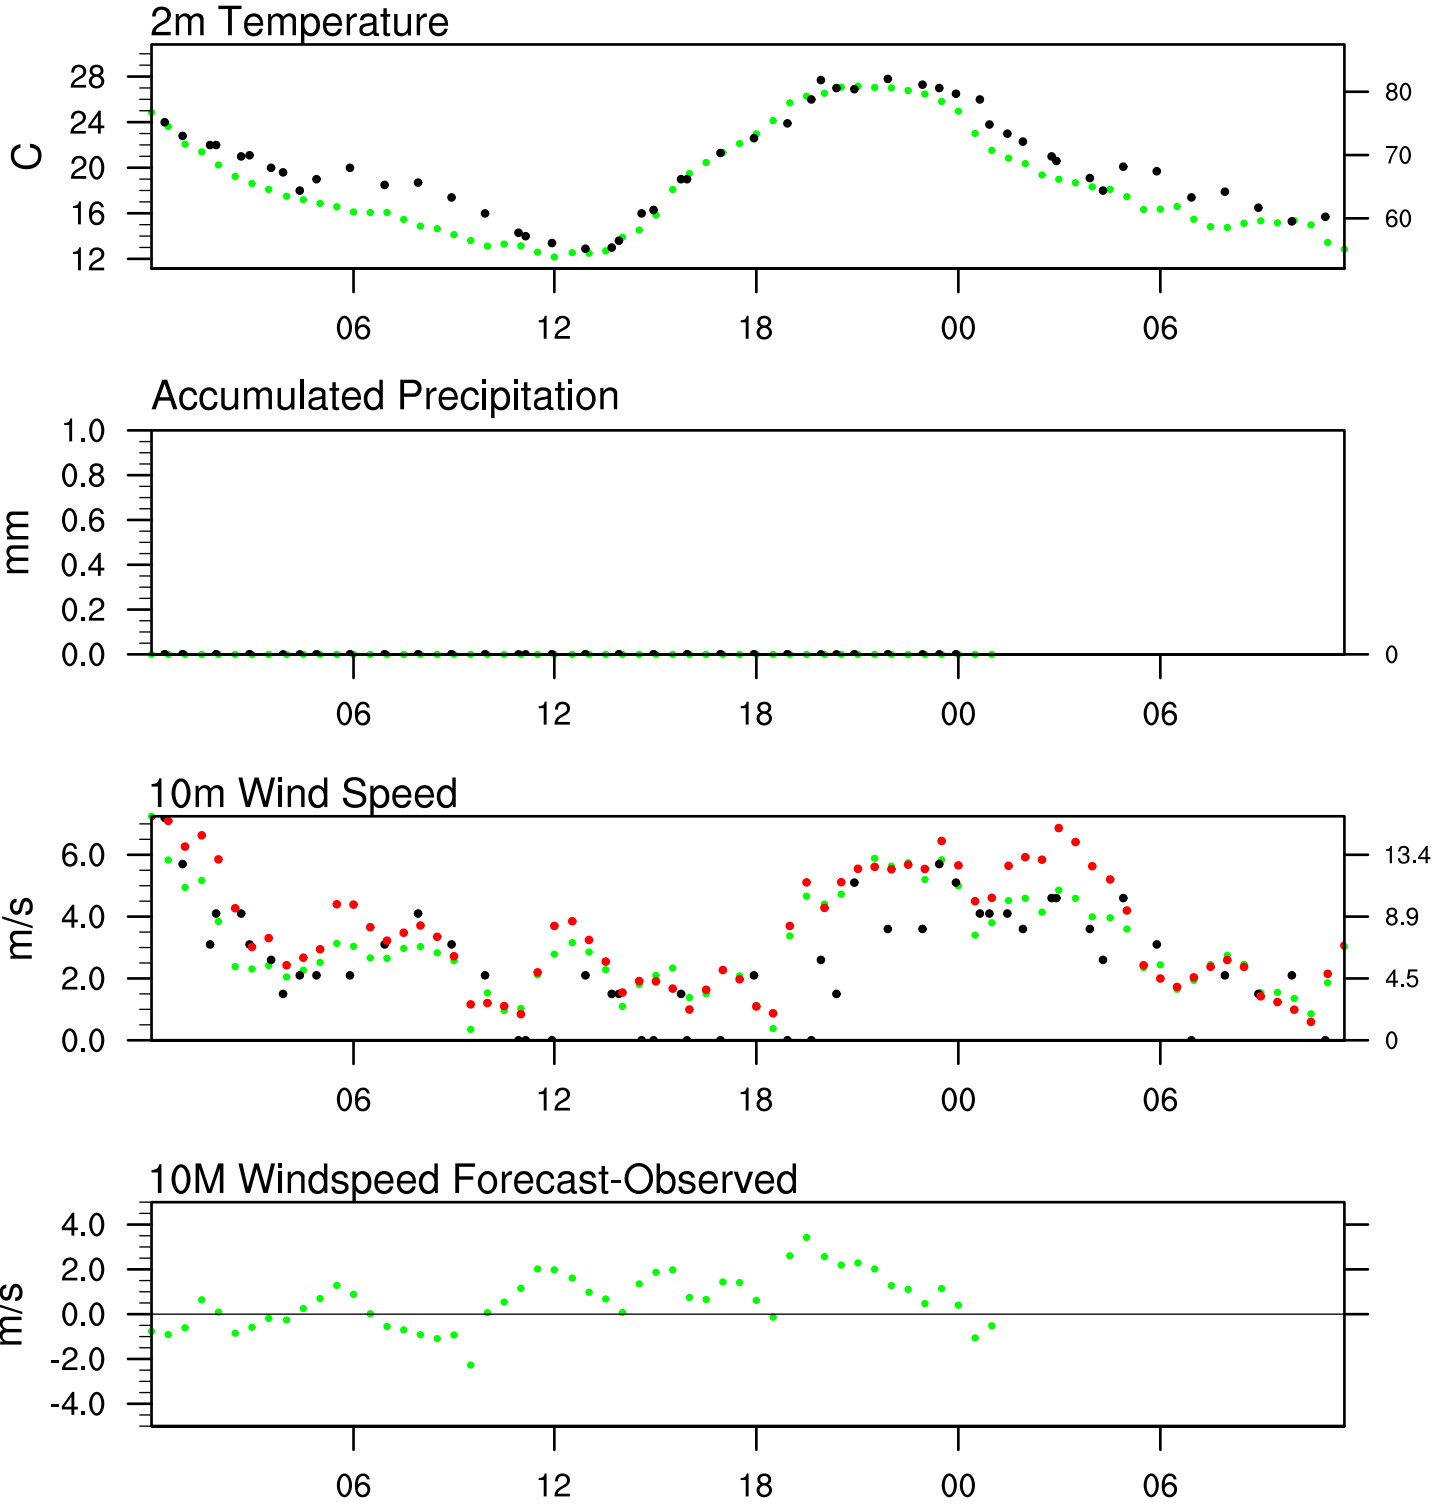 2m Temperature
28
24
20
16
12
C
80
70
60
06 12 18 00 06
Accumulated Precipitation
1.0
0.8
0.6
0.4
0.2
0.0
mm
0
06 12 18 00 06
10m Wind Speed
6.0
4.0
2.0
0.0
m/s
13.4
8.9
4.5
0
06 12 18 00 06
10M Windspeed Forecast-Observed
4.0
2.0
0.0
-2.0
-4.0
m/s
06 12 18 00 06